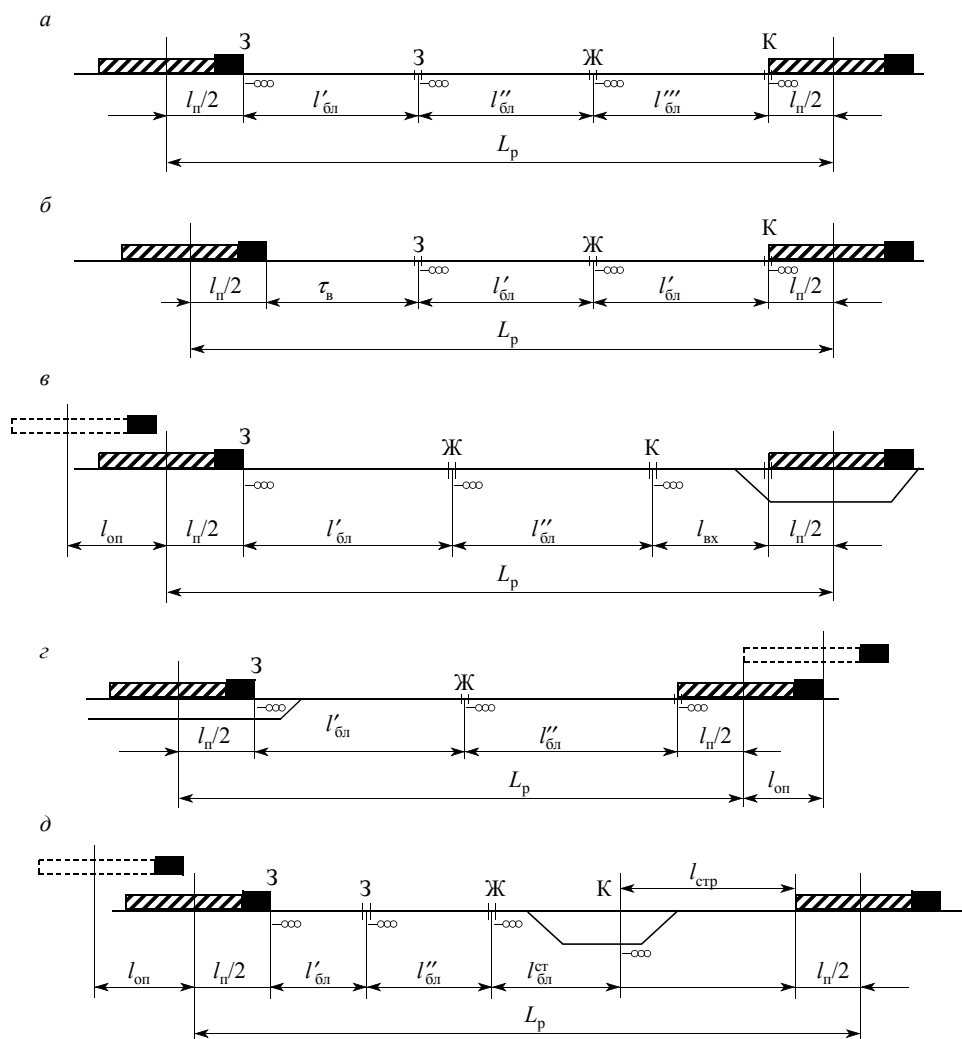 а
З З Ж К
lп/2 l′бл l″бл l‴бл lп/2
Lр
б
З Ж К
lп/2 τв l′бл l′бл lп/2
Lр
в
З Ж К
lоп lп/2 l′бл l″бл lвх lп/2
Lр
г
З Ж
lп/2 l′бл l″бл lп/2
Lр lоп
д
З З Ж К lстр
lоп lп/2 l′бл l″бл lстбл lп/2
Lр